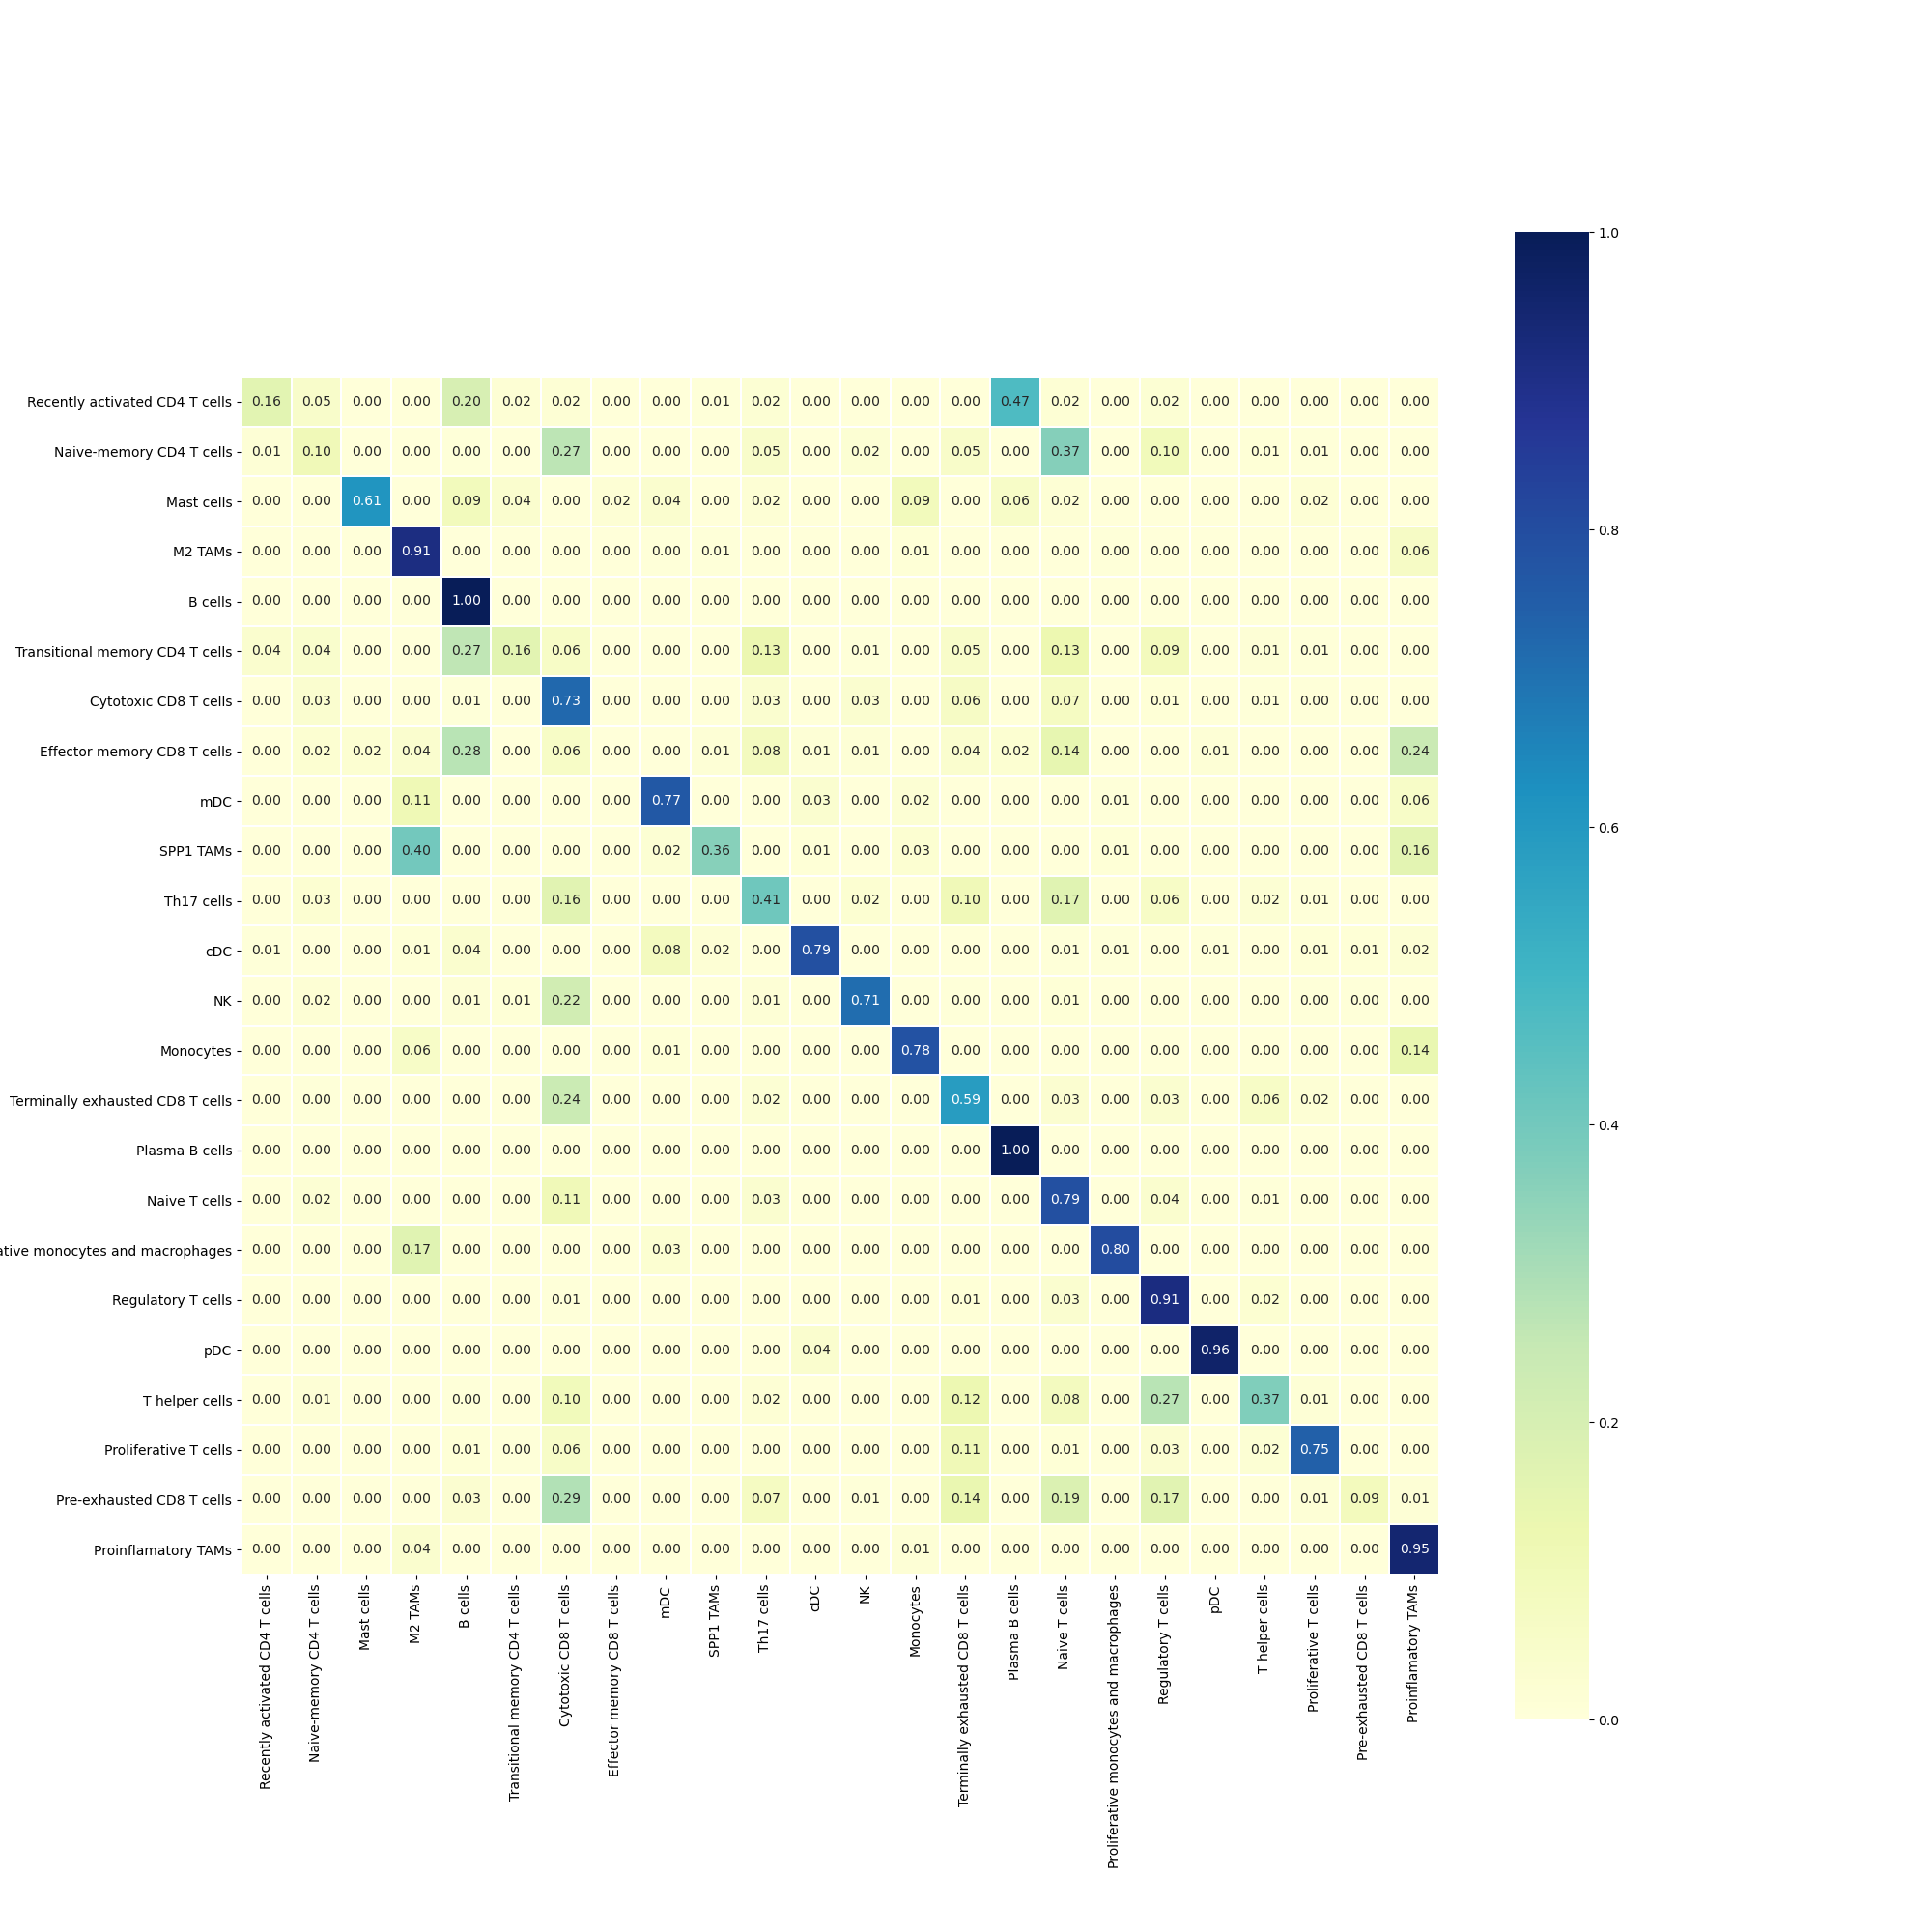 1.0
Recently activated CD4 T cells 0.16 0.05 0.00 0.00 0.20 0.02 0.02 0.00 0.00 0.01 0.02 0.00 0.00 0.00 0.00 0.47 0.02 0.00 0.02 0.00 0.00 0.00 0.00 0.00
Naive-memory CD4 T cells 0.01 0.10 0.00 0.00 0.00 0.00 0.27 0.00 0.00 0.00 0.05 0.00 0.02 0.00 0.05 0.00 0.37 0.00 0.10 0.00 0.01 0.01 0.00 0.00
Mast cells 0.00 0.00 0.61 0.00 0.09 0.04 0.00 0.02 0.04 0.00 0.02 0.00 0.00 0.09 0.00 0.06 0.02 0.00 0.00 0.00 0.00 0.02 0.00 0.00
0.8
M2 TAMs 0.00 0.00 0.00 0.91 0.00 0.00 0.00 0.00 0.00 0.01 0.00 0.00 0.00 0.01 0.00 0.00 0.00 0.00 0.00 0.00 0.00 0.00 0.00 0.06
B cells 0.00 0.00 0.00 0.00 1.00 0.00 0.00 0.00 0.00 0.00 0.00 0.00 0.00 0.00 0.00 0.00 0.00 0.00 0.00 0.00 0.00 0.00 0.00 0.00
Transitional memory CD4 T cells 0.04 0.04 0.00 0.00 0.27 0.16 0.06 0.00 0.00 0.00 0.13 0.00 0.01 0.00 0.05 0.00 0.13 0.00 0.09 0.00 0.01 0.01 0.00 0.00
Cytotoxic CD8 T cells 0.00 0.03 0.00 0.00 0.01 0.00 0.73 0.00 0.00 0.00 0.03 0.00 0.03 0.00 0.06 0.00 0.07 0.00 0.01 0.00 0.01 0.00 0.00 0.00
Effector memory CD8 T cells 0.00 0.02 0.02 0.04 0.28 0.00 0.06 0.00 0.00 0.01 0.08 0.01 0.01 0.00 0.04 0.02 0.14 0.00 0.00 0.01 0.00 0.00 0.00 0.24
mDC 0.00 0.00 0.00 0.11 0.00 0.00 0.00 0.00 0.77 0.00 0.00 0.03 0.00 0.02 0.00 0.00 0.00 0.01 0.00 0.00 0.00 0.00 0.00 0.06
0.6
SPP1 TAMs 0.00 0.00 0.00 0.40 0.00 0.00 0.00 0.00 0.02 0.36 0.00 0.01 0.00 0.03 0.00 0.00 0.00 0.01 0.00 0.00 0.00 0.00 0.00 0.16
Th17 cells 0.00 0.03 0.00 0.00 0.00 0.00 0.16 0.00 0.00 0.00 0.41 0.00 0.02 0.00 0.10 0.00 0.17 0.00 0.06 0.00 0.02 0.01 0.00 0.00
cDC 0.01 0.00 0.00 0.01 0.04 0.00 0.00 0.00 0.08 0.02 0.00 0.79 0.00 0.00 0.00 0.00 0.01 0.01 0.00 0.01 0.00 0.01 0.01 0.02
NK 0.00 0.02 0.00 0.00 0.01 0.01 0.22 0.00 0.00 0.00 0.01 0.00 0.71 0.00 0.00 0.00 0.01 0.00 0.00 0.00 0.00 0.00 0.00 0.00
Monocytes 0.00 0.00 0.00 0.06 0.00 0.00 0.00 0.00 0.01 0.00 0.00 0.00 0.00 0.78 0.00 0.00 0.00 0.00 0.00 0.00 0.00 0.00 0.00 0.14
Terminally exhausted CD8 T cells 0.00 0.00 0.00 0.00 0.00 0.00 0.24 0.00 0.00 0.00 0.02 0.00 0.00 0.00 0.59 0.00 0.03 0.00 0.03 0.00 0.06 0.02 0.00 0.00
0.4
Plasma B cells 0.00 0.00 0.00 0.00 0.00 0.00 0.00 0.00 0.00 0.00 0.00 0.00 0.00 0.00 0.00 1.00 0.00 0.00 0.00 0.00 0.00 0.00 0.00 0.00
Naive T cells 0.00 0.02 0.00 0.00 0.00 0.00 0.11 0.00 0.00 0.00 0.03 0.00 0.00 0.00 0.00 0.00 0.79 0.00 0.04 0.00 0.01 0.00 0.00 0.00
ative monocytes and macrophages 0.00 0.00 0.00 0.17 0.00 0.00 0.00 0.00 0.03 0.00 0.00 0.00 0.00 0.00 0.00 0.00 0.00 0.80 0.00 0.00 0.00 0.00 0.00 0.00
Regulatory T cells 0.00 0.00 0.00 0.00 0.00 0.00 0.01 0.00 0.00 0.00 0.00 0.00 0.00 0.00 0.01 0.00 0.03 0.00 0.91 0.00 0.02 0.00 0.00 0.00
pDC 0.00 0.00 0.00 0.00 0.00 0.00 0.00 0.00 0.00 0.00 0.00 0.04 0.00 0.00 0.00 0.00 0.00 0.00 0.00 0.96 0.00 0.00 0.00 0.00
T helper cells 0.00 0.01 0.00 0.00 0.00 0.00 0.10 0.00 0.00 0.00 0.02 0.00 0.00 0.00 0.12 0.00 0.08 0.00 0.27 0.00 0.37 0.01 0.00 0.00
0.2
Proliferative T cells 0.00 0.00 0.00 0.00 0.01 0.00 0.06 0.00 0.00 0.00 0.00 0.00 0.00 0.00 0.11 0.00 0.01 0.00 0.03 0.00 0.02 0.75 0.00 0.00
Pre-exhausted CD8 T cells 0.00 0.00 0.00 0.00 0.03 0.00 0.29 0.00 0.00 0.00 0.07 0.00 0.01 0.00 0.14 0.00 0.19 0.00 0.17 0.00 0.00 0.01 0.09 0.01
Proinflamatory TAMs 0.00 0.00 0.00 0.04 0.00 0.00 0.00 0.00 0.00 0.00 0.00 0.00 0.00 0.01 0.00 0.00 0.00 0.00 0.00 0.00 0.00 0.00 0.00 0.95
0.0
Recently activated CD4 T cells
Naive-memory CD4 T cells
Mast cells
M2 TAMs
B cells
Transitional memory CD4 T cells
Cytotoxic CD8 T cells
Effector memory CD8 T cells
mDC
SPP1 TAMs
Th17 cells
cDC
NK
Monocytes
Terminally exhausted CD8 T cells
Plasma B cells
Naive T cells
Proliferative monocytes and macrophages
Regulatory T cells
pDC
T helper cells
Proliferative T cells
Pre-exhausted CD8 T cells
Proinflamatory TAMs